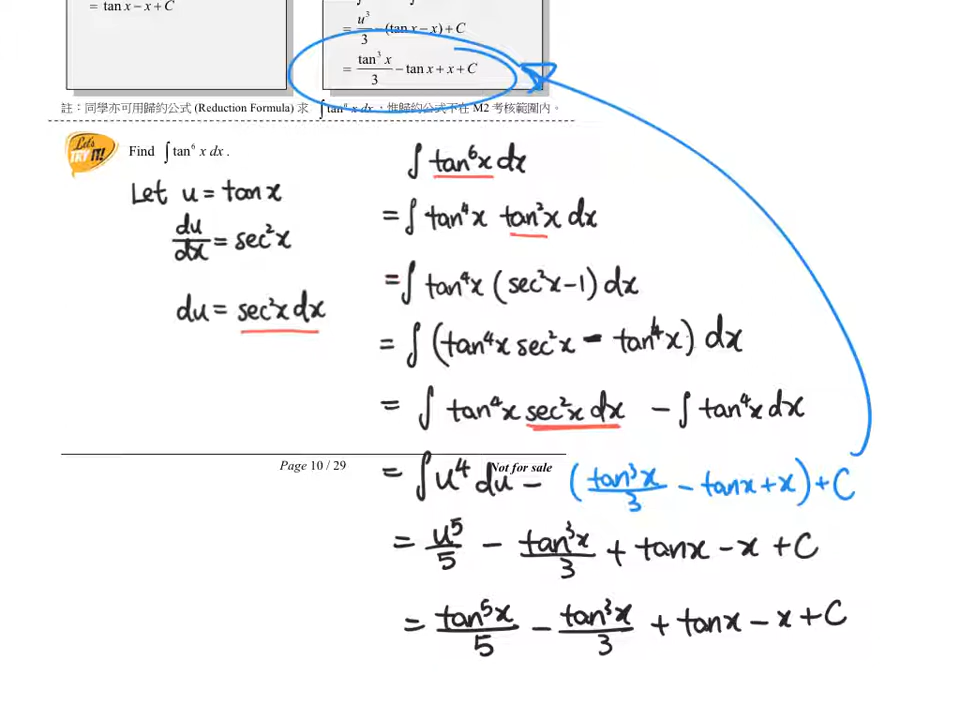 = tan x − x + C
= u³/3 − (tan x − x) + C
= tan³ x/3 − tan x + x + C
註：同學亦可用歸約公式 (Reduction Formula) 求 ∫tanⁿ x dx，惟歸約公式不在 M2 考核範圍內。
Let's TRY IT!
Find ∫ tan⁶ x dx .
Let u = tan x
du/dx = sec²x
du = sec²x dx
∫ tan⁶x dx
= ∫ tan⁴x tan²x dx
= ∫ tan⁴x (sec²x − 1) dx
= ∫ (tan⁴x sec²x − tan⁴x) dx
= ∫ tan⁴x sec²x dx − ∫ tan⁴x dx
Page 10 / 29
Not for sale
= ∫ u⁴ du − (tan³x/3 − tan x + x) + C
= u⁵/5 − tan³x/3 + tan x − x + C
= tan⁵x/5 − tan³x/3 + tan x − x + C